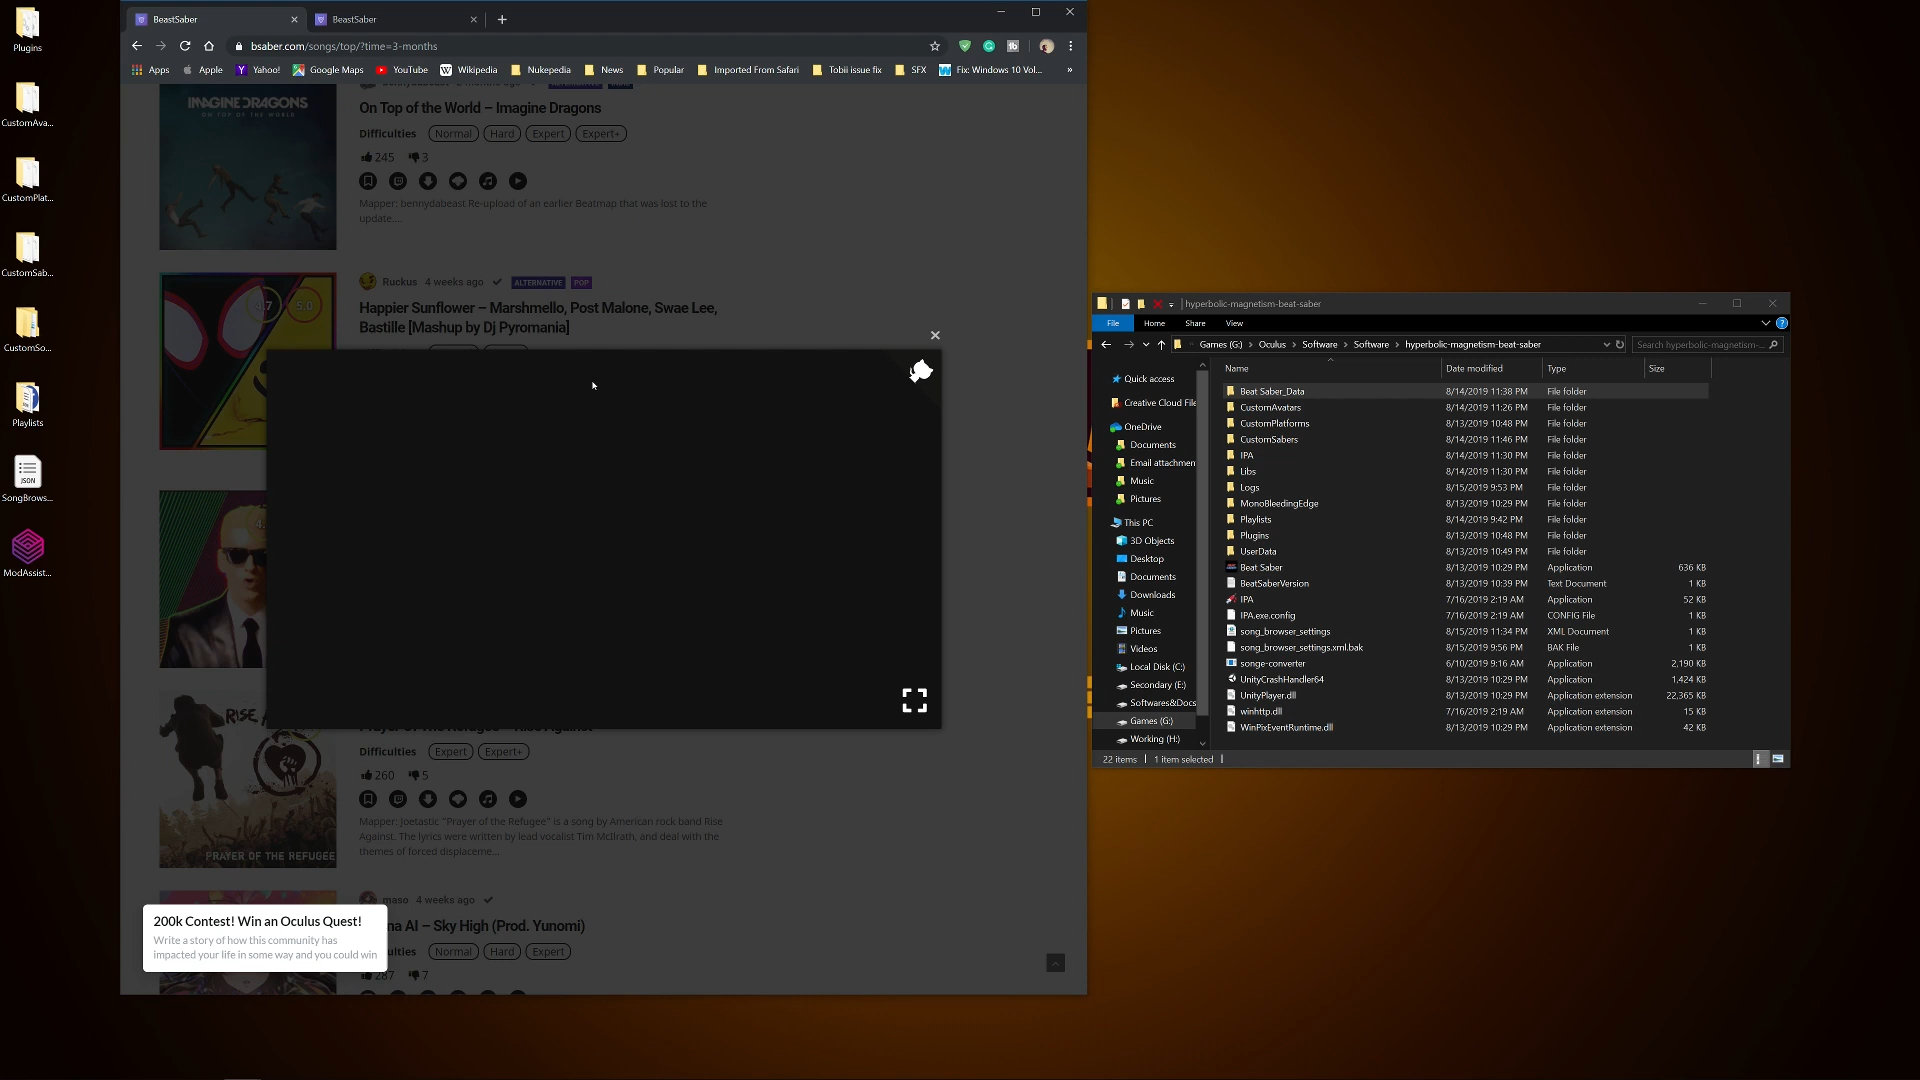 Plugins
CustomAva...
CustomPlat...
CustomSab...
CustomSo...
Playlists
JSON
SongBrows...
ModAssist...
BeastSaber
BeastSaber
bsaber.com/songs/top/?time=3-months
Apps
Apple
Yahoo!
Google Maps
YouTube
Wikipedia
Nukepedia
News
Popular
Imported From Safari
Tobii issue fix
SFX
Fix: Windows 10 Vol...
»
IMAGINE DRAGONS
ON TOP OF THE WORLD
On Top of the World – Imagine Dragons
Difficulties Normal Hard Expert Expert+
245 3
Mapper: bennydabeast Re-upload of an earlier Beatmap that was lost to the
update....
5.0
Ruckus 4 weeks ago ALTERNATIVE POP
Happier Sunflower – Marshmello, Post Malone, Swae Lee,
Bastille [Mashup by Dj Pyromania]
Difficulties Expert Expert+
260 5
Mapper: Joetastic "Prayer of the Refugee" is a song by American rock band Rise
Against. The lyrics were written by lead vocalist Tim McIlrath, and deal with the
themes of forced displaceme...
PRAYER OF THE REFUGEE
maso 4 weeks ago
na AI – Sky High (Prod. Yunomi)
culties Normal Hard Expert
287 7
200k Contest! Win an Oculus Quest!
Write a story of how this community has
impacted your life in some way and you could win
hyperbolic-magnetism-beat-saber
File Home Share View
Games (G:) > Oculus > Software > Software > hyperbolic-magnetism-beat-saber
Search hyperbolic-magnetism-...
Name Date modified Type Size
Quick access
Creative Cloud File
OneDrive
Documents
Email attachmen
Music
Pictures
This PC
3D Objects
Desktop
Documents
Downloads
Music
Pictures
Videos
Local Disk (C:)
Secondary (E:)
Softwares&Docs
Games (G:)
Working (H:)
Beat Saber_Data 8/14/2019 11:38 PM File folder
CustomAvatars 8/14/2019 11:26 PM File folder
CustomPlatforms 8/13/2019 10:48 PM File folder
CustomSabers 8/14/2019 11:46 PM File folder
IPA 8/14/2019 11:30 PM File folder
Libs 8/14/2019 11:30 PM File folder
Logs 8/15/2019 9:53 PM File folder
MonoBleedingEdge 8/13/2019 10:29 PM File folder
Playlists 8/14/2019 9:42 PM File folder
Plugins 8/13/2019 10:48 PM File folder
UserData 8/13/2019 10:49 PM File folder
Beat Saber 8/13/2019 10:29 PM Application 636 KB
BeatSaberVersion 8/13/2019 10:39 PM Text Document 1 KB
IPA 7/16/2019 2:19 AM Application 52 KB
IPA.exe.config 7/16/2019 2:19 AM CONFIG File 1 KB
song_browser_settings 8/15/2019 11:34 PM XML Document 1 KB
song_browser_settings.xml.bak 8/15/2019 9:56 PM BAK File 1 KB
songe-converter 6/10/2019 9:16 AM Application 2,190 KB
UnityCrashHandler64 8/13/2019 10:29 PM Application 1,424 KB
UnityPlayer.dll 8/13/2019 10:29 PM Application extension 22,365 KB
winhttp.dll 7/16/2019 2:19 AM Application extension 15 KB
WinPixEventRuntime.dll 8/13/2019 10:29 PM Application extension 42 KB
22 items 1 item selected